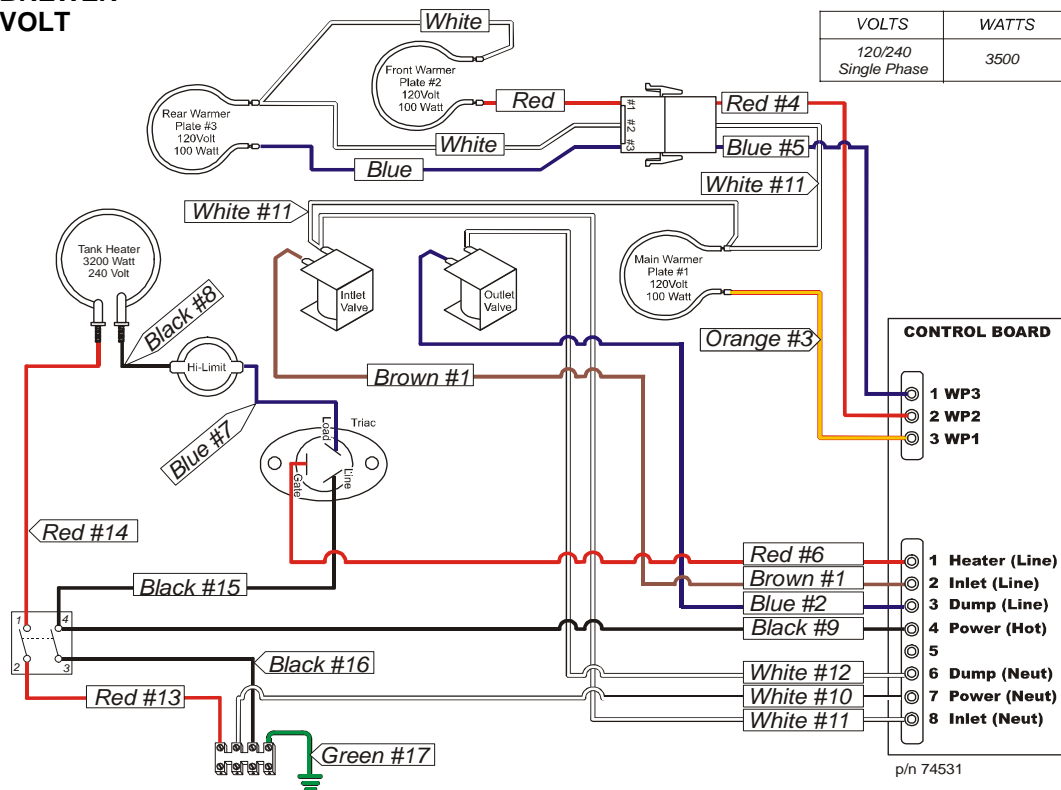 VOLT
VOLTS WATTS
120/240
Single Phase
3500
White
Front Warmer
Plate #2
120Volt
100 Watt
Rear Warmer
Plate #3
120Volt
100 Watt
Red
#1
#2
#3
Red #4
White
Blue
Blue #5
White #11
White #11
Tank Heater
3200 Watt
240 Volt
Main Warmer
Plate #1
120Volt
100 Watt
Inlet
Valve
Outlet
Valve
Black #8
Hi-Limit
Orange #3
CONTROL BOARD
Brown #1
1 WP3
2 WP2
3 WP1
Blue #7
Triac
Load
Line
Gate
Red #14
Red #6
1 Heater (Line)
Black #15
Brown #1
2 Inlet (Line)
Blue #2
3 Dump (Line)
1
4
Black #9
4 Power (Hot)
5
2
3
Black #16
White #12
6 Dump (Neut)
Red #13
White #10
7 Power (Neut)
White #11
8 Inlet (Neut)
Green #17
p/n 74531